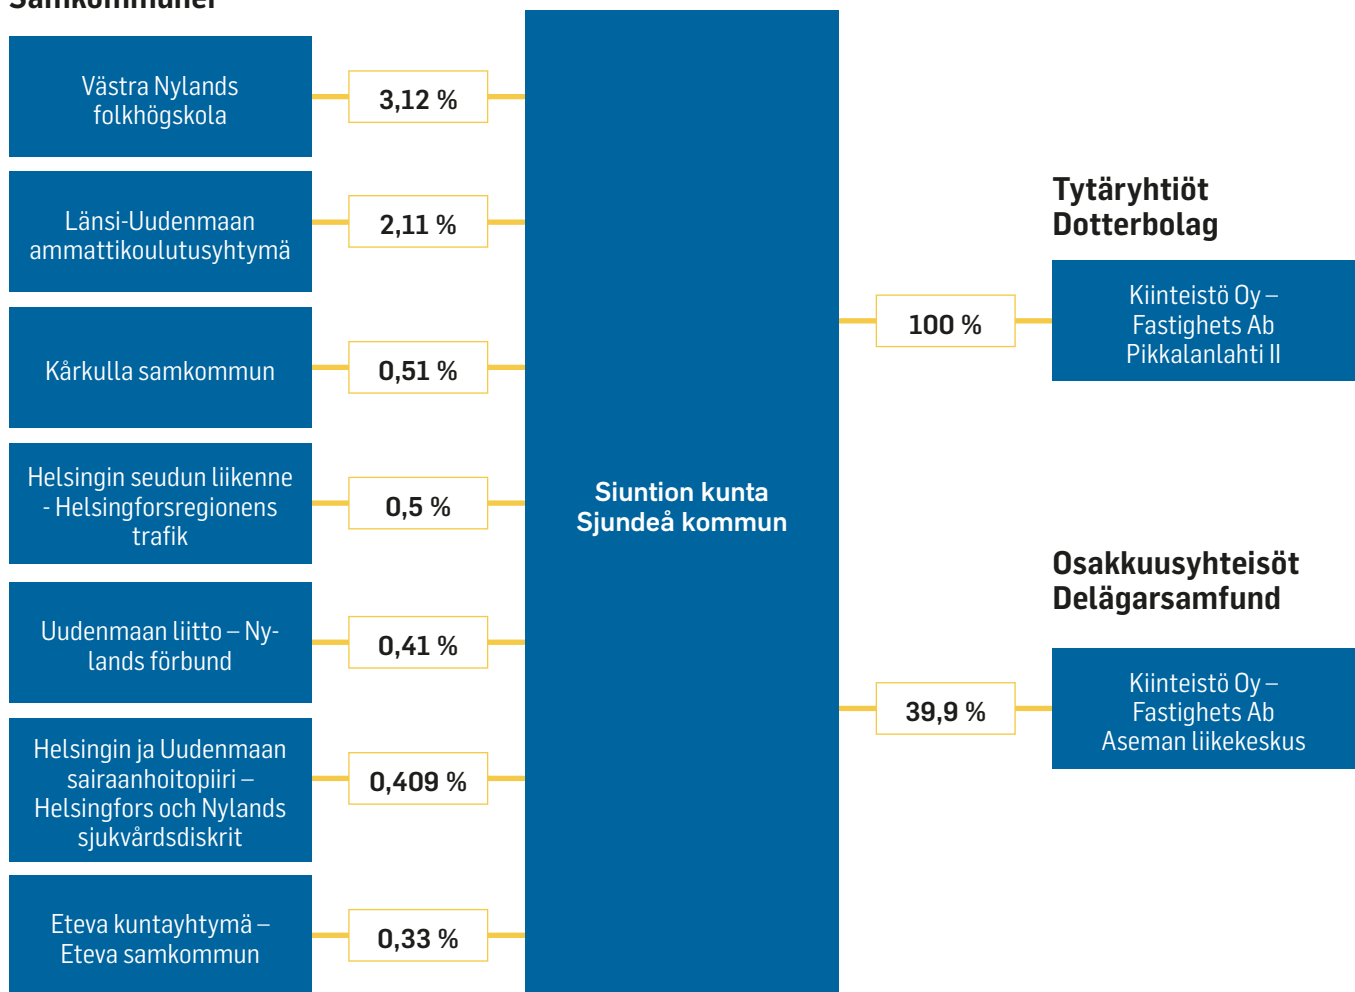 Samkommuner
Västra Nylands
folkhögskola
3,12 %
Länsi-Uudenmaan
ammattikoulutusyhtymä
2,11 %
Kårkulla samkommun
0,51 %
Helsingin seudun liikenne
- Helsingforsregionens
trafik
0,5 %
Uudenmaan liitto – Ny-
lands förbund
0,41 %
Helsingin ja Uudenmaan
sairaanhoitopiiri –
Helsingfors och Nylands
sjukvårdsdiskrit
0,409 %
Eteva kuntayhtymä –
Eteva samkommun
0,33 %
Siuntion kunta
Sjundeå kommun
Tytäryhtiöt
Dotterbolag
100 %
Kiinteistö Oy –
Fastighets Ab
Pikkalanlahti II
Osakkuusyhteisöt
Delägarsamfund
39,9 %
Kiinteistö Oy –
Fastighets Ab
Aseman liikekeskus